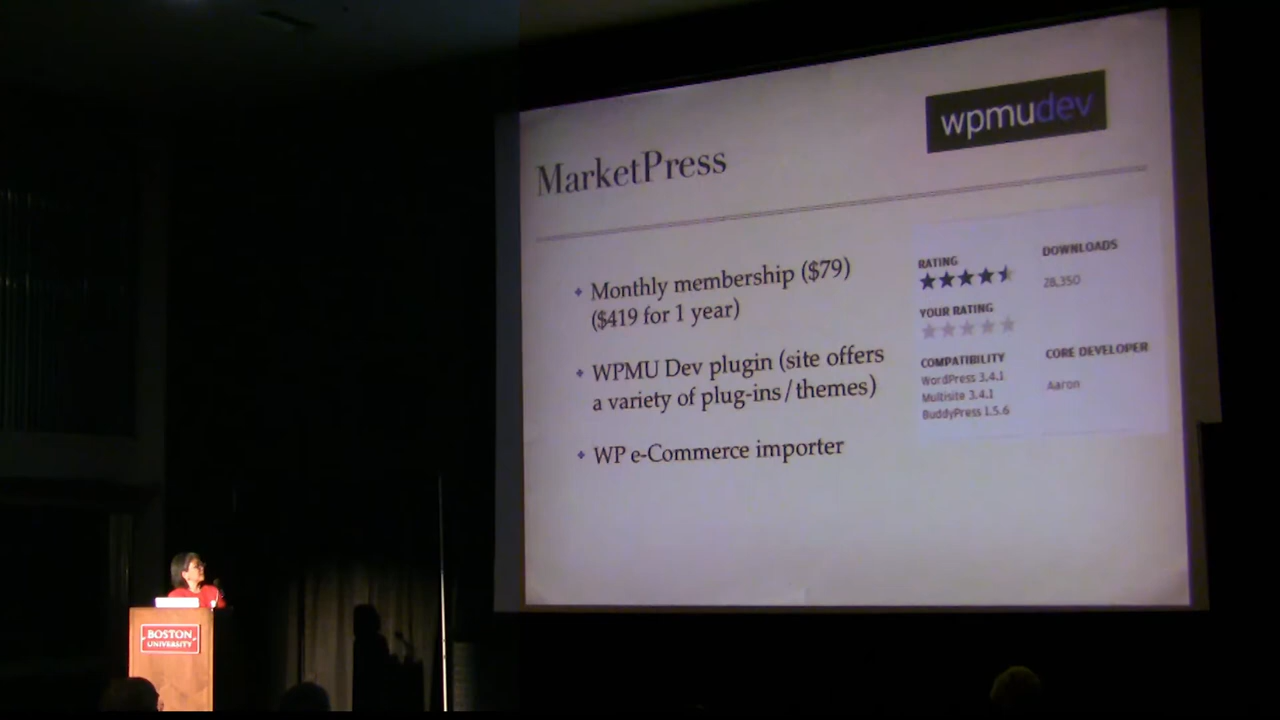 wpmudev
MarketPress
Monthly membership ($79)
($419 for 1 year)
WPMU Dev plugin (site offers
a variety of plug-ins/themes)
WP e-Commerce importer
RATING
DOWNLOADS
28,350
YOUR RATING
COMPATIBILITY
CORE DEVELOPER
WordPress 3.4.1
Aaron
Multisite 3.4.1
BuddyPress 1.5.6
BOSTON
UNIVERSITY